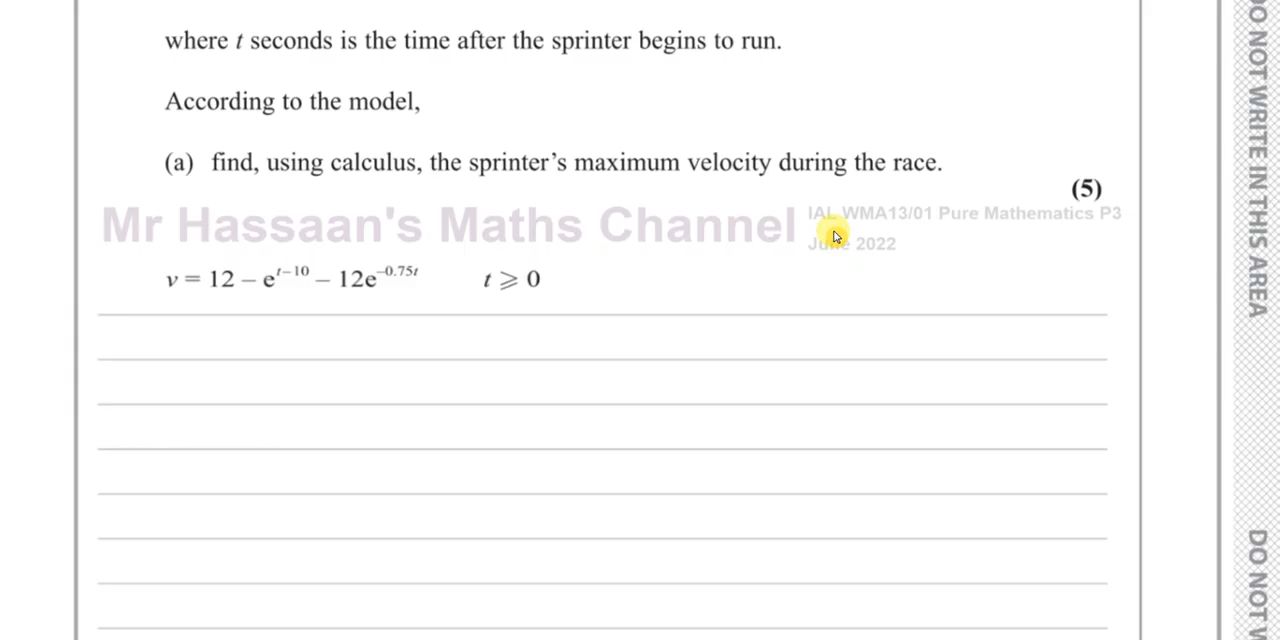 where t seconds is the time after the sprinter begins to run.
According to the model,
(a) find, using calculus, the sprinter's maximum velocity during the race.
(5)
Mr Hassaan's Maths Channel
IAL WMA13/01 Pure Mathematics P3
June 2022
v = 12 – e^{t–10} – 12e^{–0.75t} t ⩾ 0
DO NOT WRITE IN THIS AREA
DO NOT W